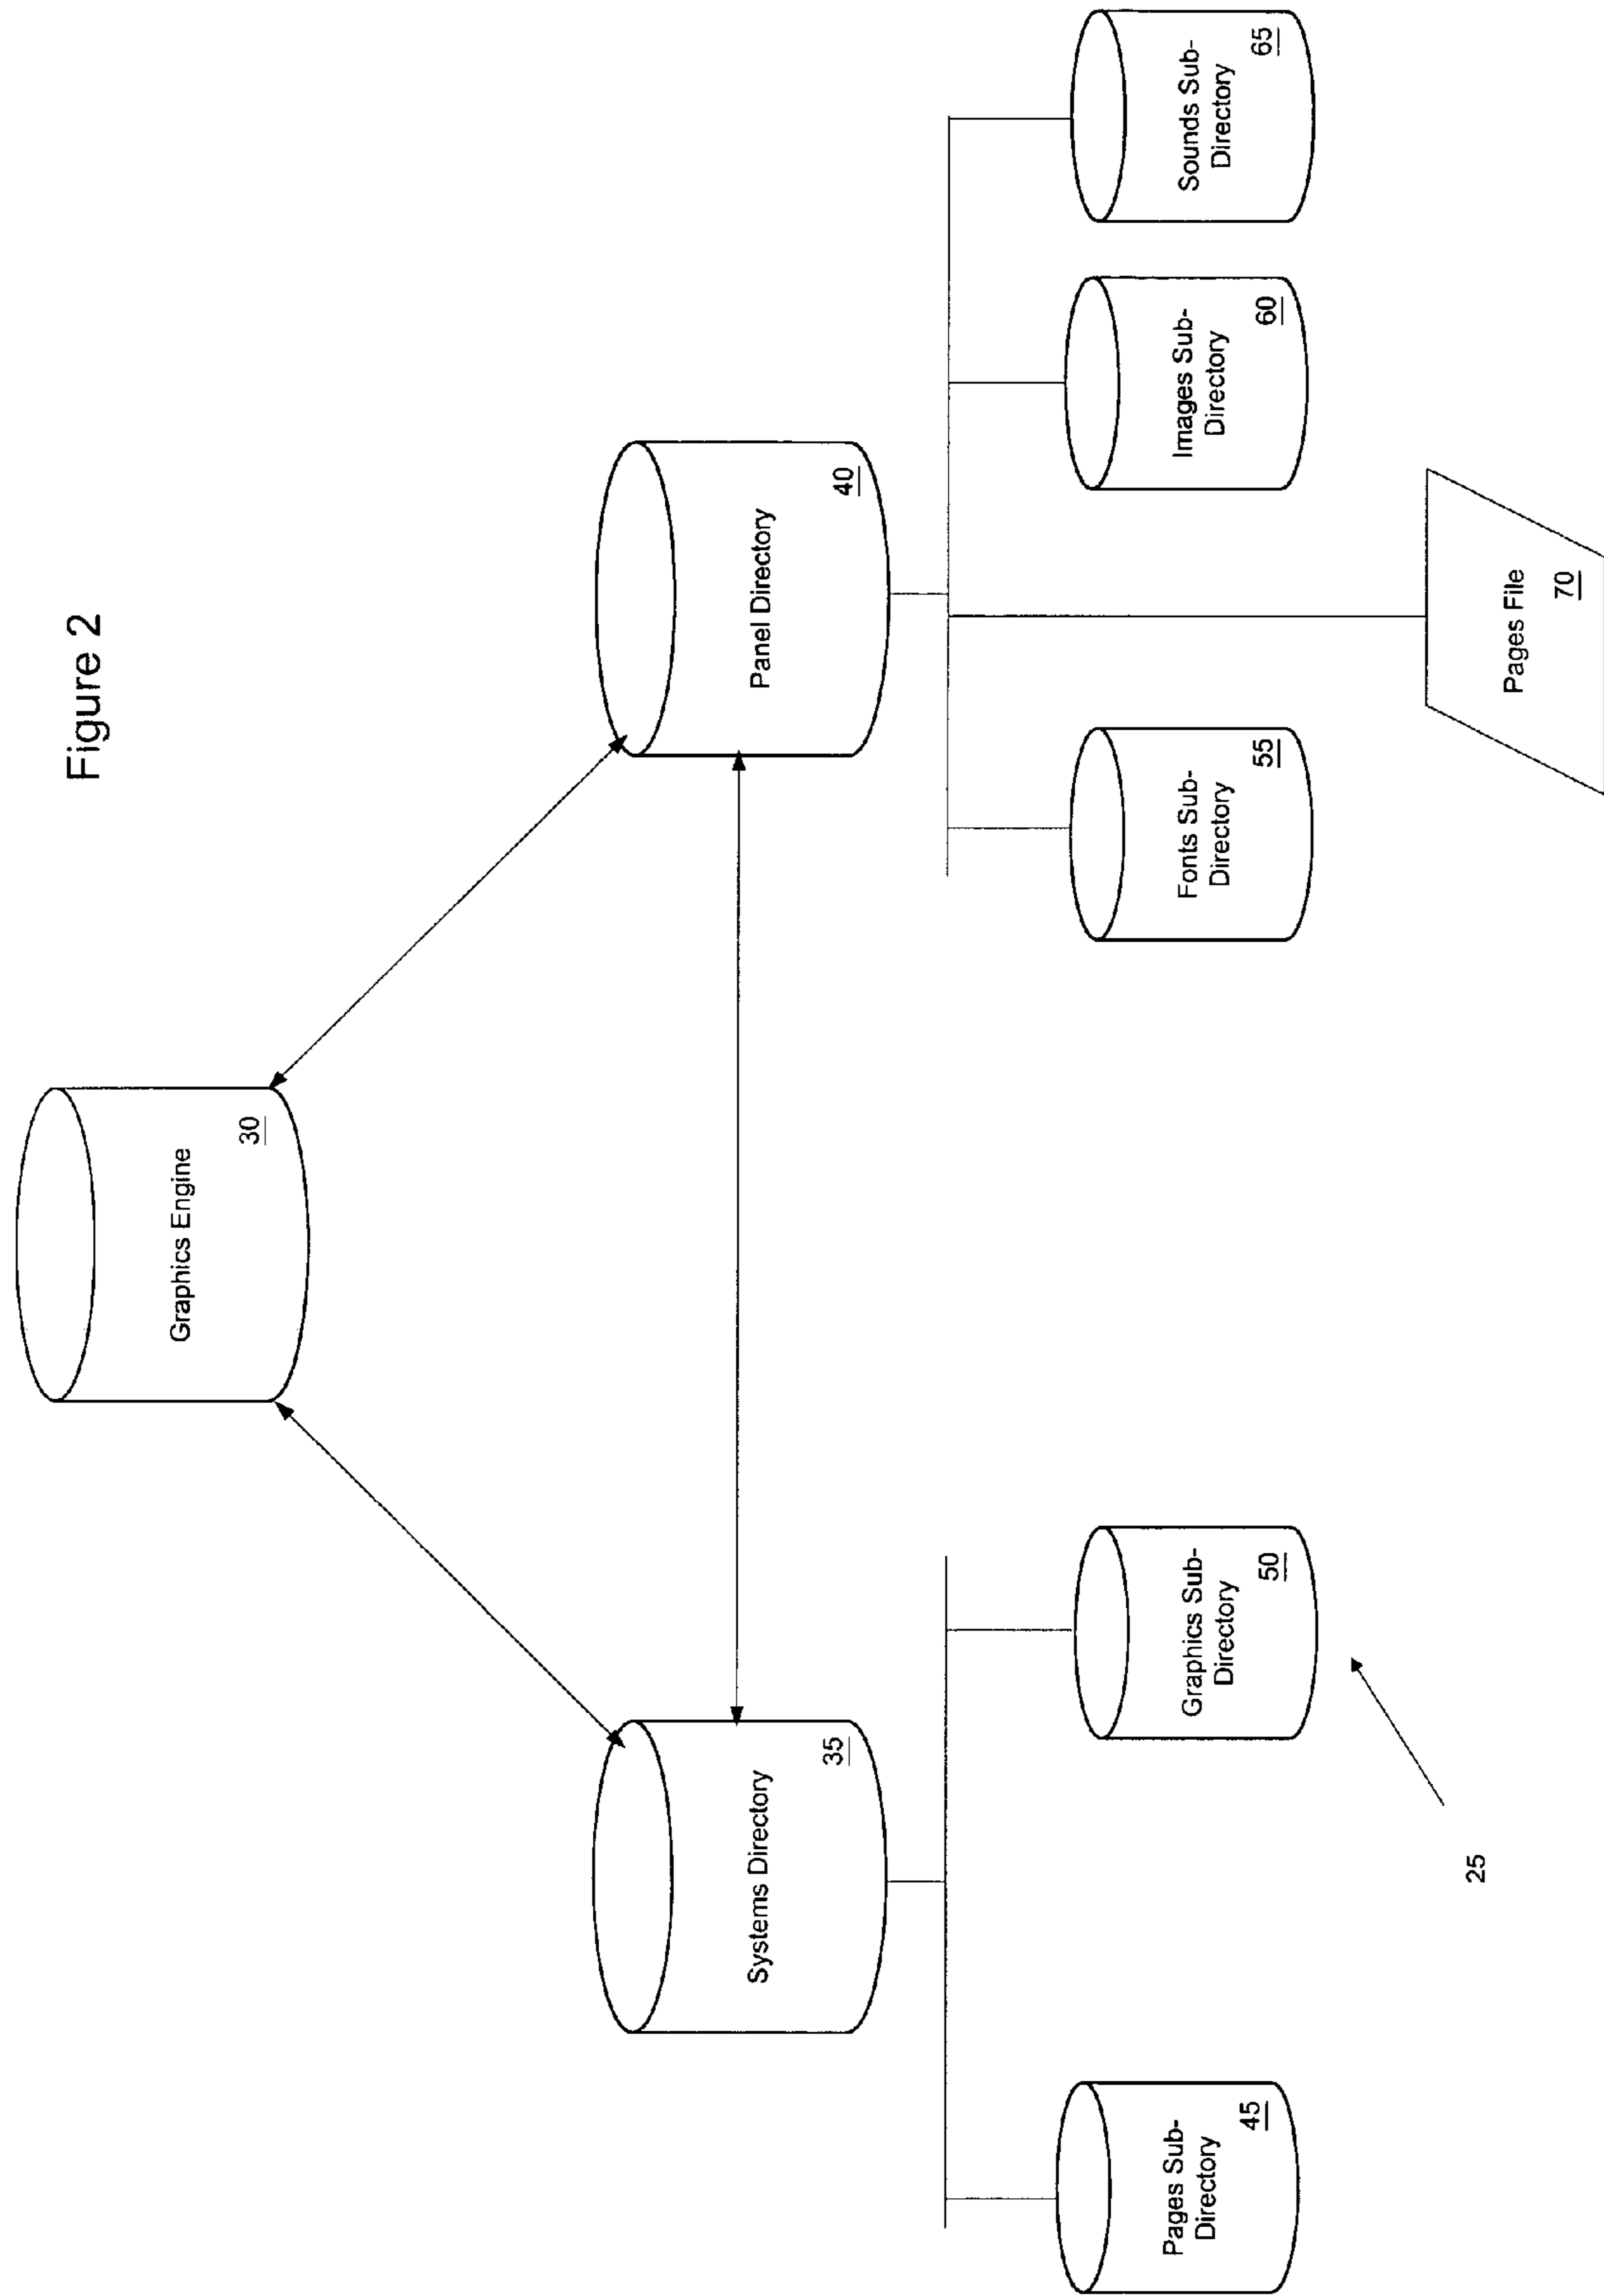 Figure 2
Graphics Engine
30
Systems Directory
35
Panel Directory
40
Pages Sub-
Directory
45
Graphics Sub-
Directory
50
Fonts Sub-
Directory
55
Images Sub-
Directory
60
Sounds Sub-
Directory
65
Pages File
70
25